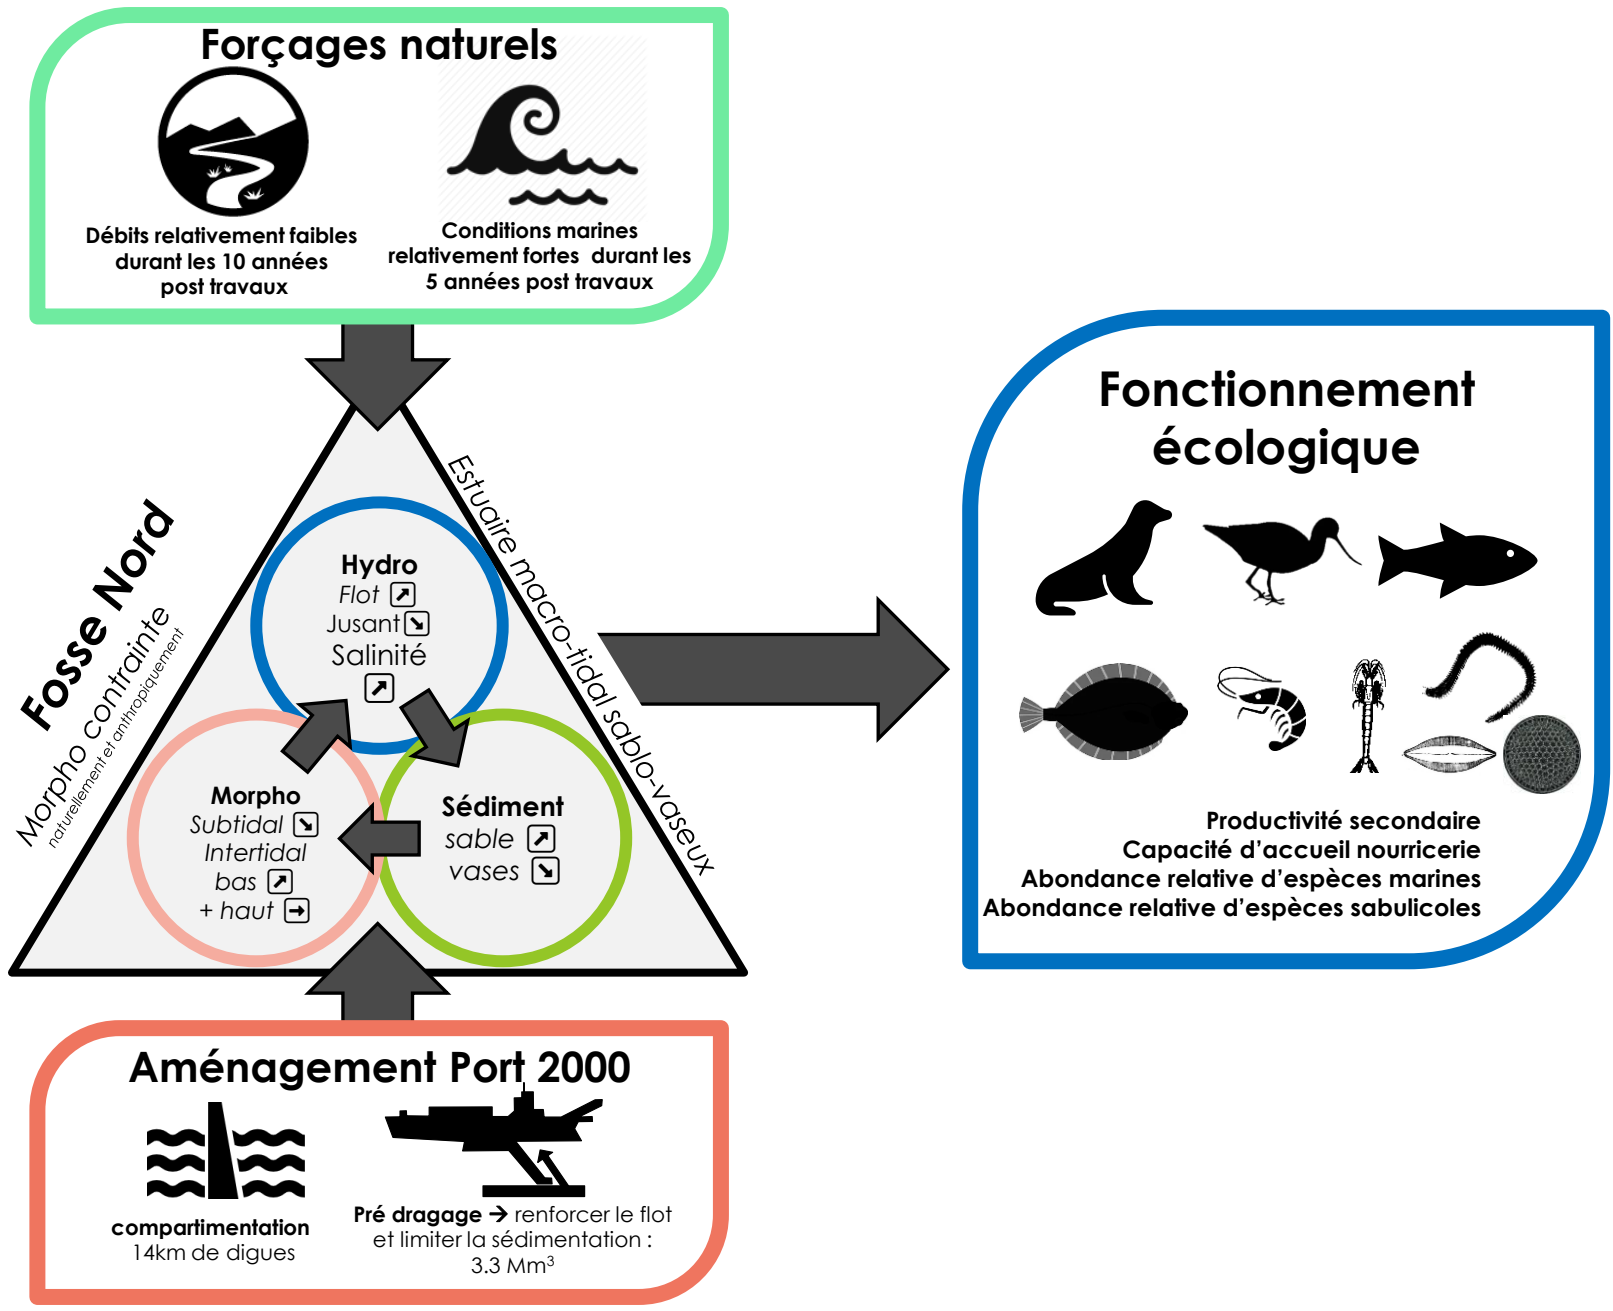 Forçages naturels
Débits relativement faibles
durant les 10 années
post travaux
Conditions marines
relativement fortes durant les
5 années post travaux
Fosse Nord
Morpho contrainte
naturellement et anthropiquement
Estuaire macro-tidal sablo-vaseux
Hydro
Flot ↗
Jusant ↘
Salinité
↗
Morpho
Subtidal ↘
Intertidal
bas ↗
+ haut →
Sédiment
sable ↗
vases ↘
Fonctionnement
écologique
Productivité secondaire
Capacité d’accueil nourricerie
Abondance relative d’espèces marines
Abondance relative d’espèces sabulicoles
Aménagement Port 2000
compartimentation
14km de digues
Pré dragage → renforcer le flot
et limiter la sédimentation :
3.3 Mm³